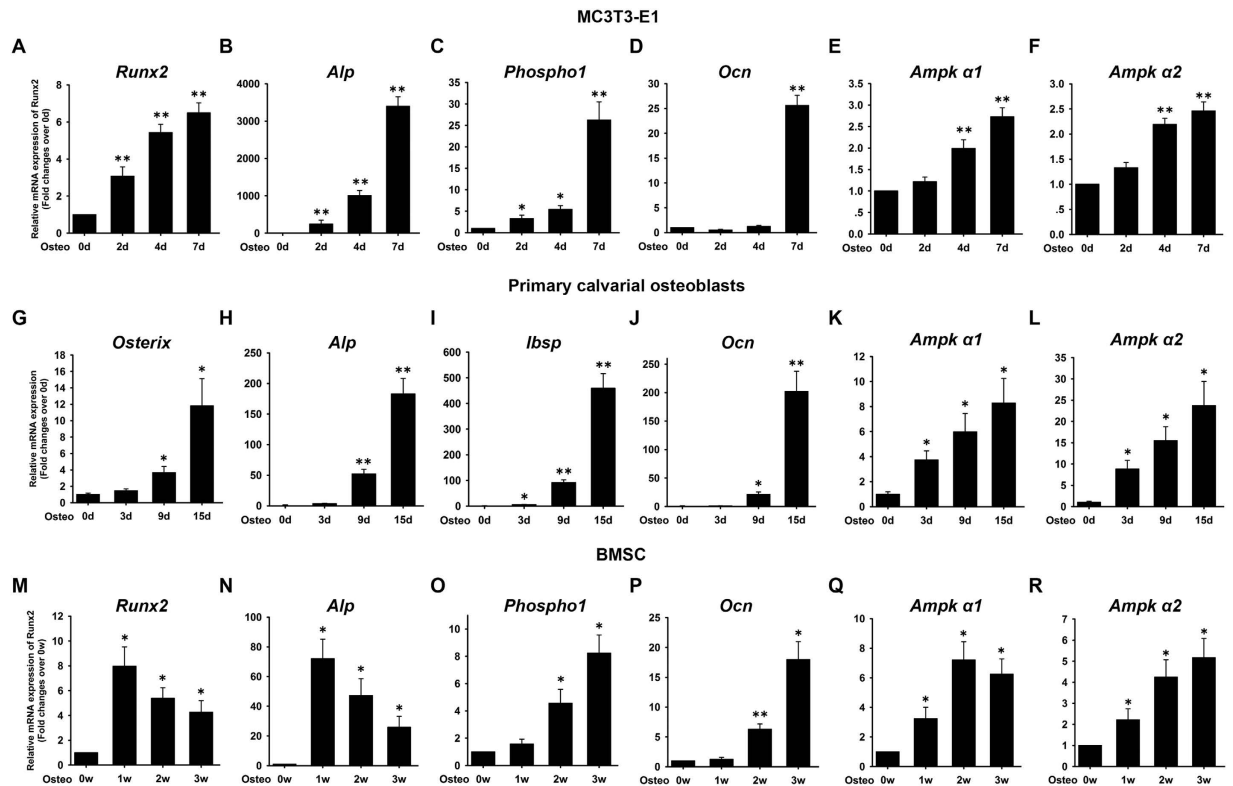 MC3T3-E1
A B C D E F
Runx2 Alp Phospho1 Ocn Ampk α1 Ampk α2
Relative mRNA expression of Runx2
(Fold changes over 0d)
8 6 4 2 0
4000 3000 2000 1000 0
35 30 25 20 15 10 5 0
30 25 20 15 10 5 0
3.5 3.0 2.5 2.0 1.5 1.0 .5 0.0
3.0 2.5 2.0 1.5 1.0 .5 0.0
** ** **
** ** **
* * **
**
** **
** **
Osteo 0d 2d 4d 7d
Osteo 0d 2d 4d 7d
Osteo 0d 2d 4d 7d
Osteo 0d 2d 4d 7d
Osteo 0d 2d 4d 7d
Osteo 0d 2d 4d 7d
Primary calvarial osteoblasts
G H I J K L
Osterix Alp Ibsp Ocn Ampk α1 Ampk α2
Relative mRNA expression
(Fold changes over 0d)
18 16 14 12 10 8 6 4 2 0
250 200 150 100 50 0
600 500 400 300 200 100 0
250 200 150 100 50 0
12 10 8 6 4 2 0
35 30 25 20 15 10 5 0
* *
** **
* ** **
* **
* * *
* * *
Osteo 0d 3d 9d 15d
Osteo 0d 3d 9d 15d
Osteo 0d 3d 9d 15d
Osteo 0d 3d 9d 15d
Osteo 0d 3d 9d 15d
Osteo 0d 3d 9d 15d
BMSC
M N O P Q R
Runx2 Alp Phospho1 Ocn Ampk α1 Ampk α2
Relative mRNA expression of Runx2
(Fold changes over 0w)
12 10 8 6 4 2 0
100 80 60 40 20 0
10 8 6 4 2 0
25 20 15 10 5 0
10 8 6 4 2 0
7 6 5 4 3 2 1 0
* * *
* * *
* *
** *
* * *
* * *
Osteo 0w 1w 2w 3w
Osteo 0w 1w 2w 3w
Osteo 0w 1w 2w 3w
Osteo 0w 1w 2w 3w
Osteo 0w 1w 2w 3w
Osteo 0w 1w 2w 3w